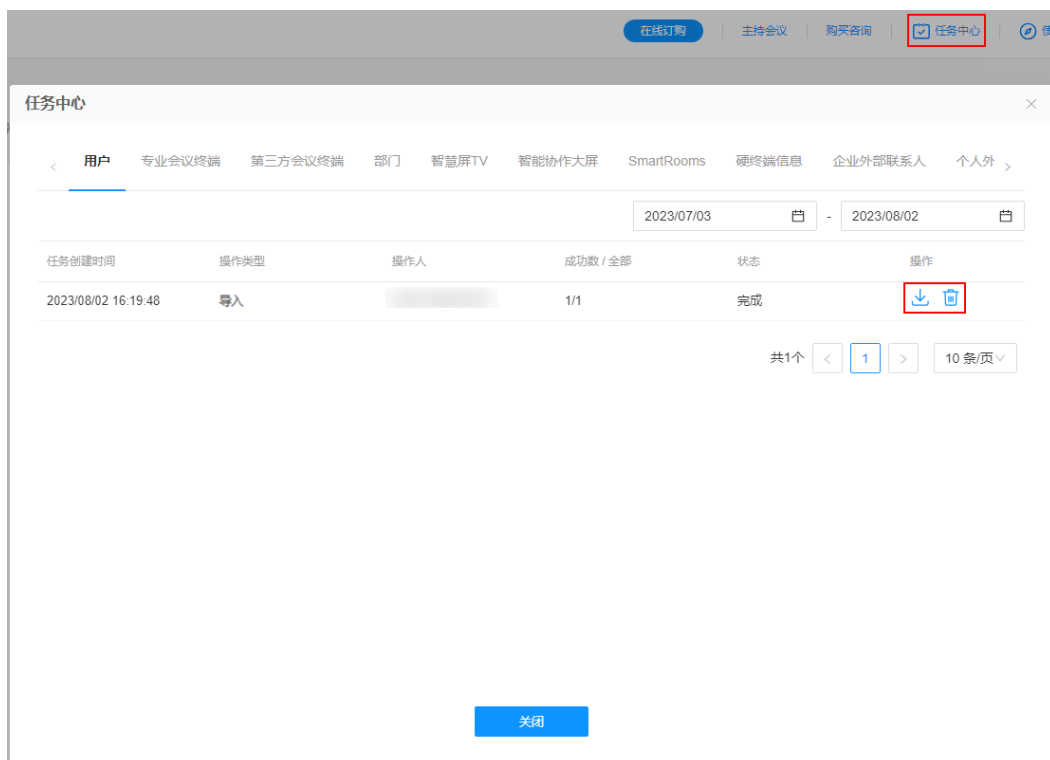 在线订购 主持会议 购买咨询 任务中心
任务中心
用户 专业会议终端 第三方会议终端 部门 智慧屏TV 智能协作大屏 SmartRooms 硬终端信息 企业外部联系人 个人外
2023/07/03 - 2023/08/02
任务创建时间 操作类型 操作人 成功数 / 全部 状态 操作
2023/08/02 16:19:48 导入 1/1 完成
共1个 < 1 > 10 条/页
关闭